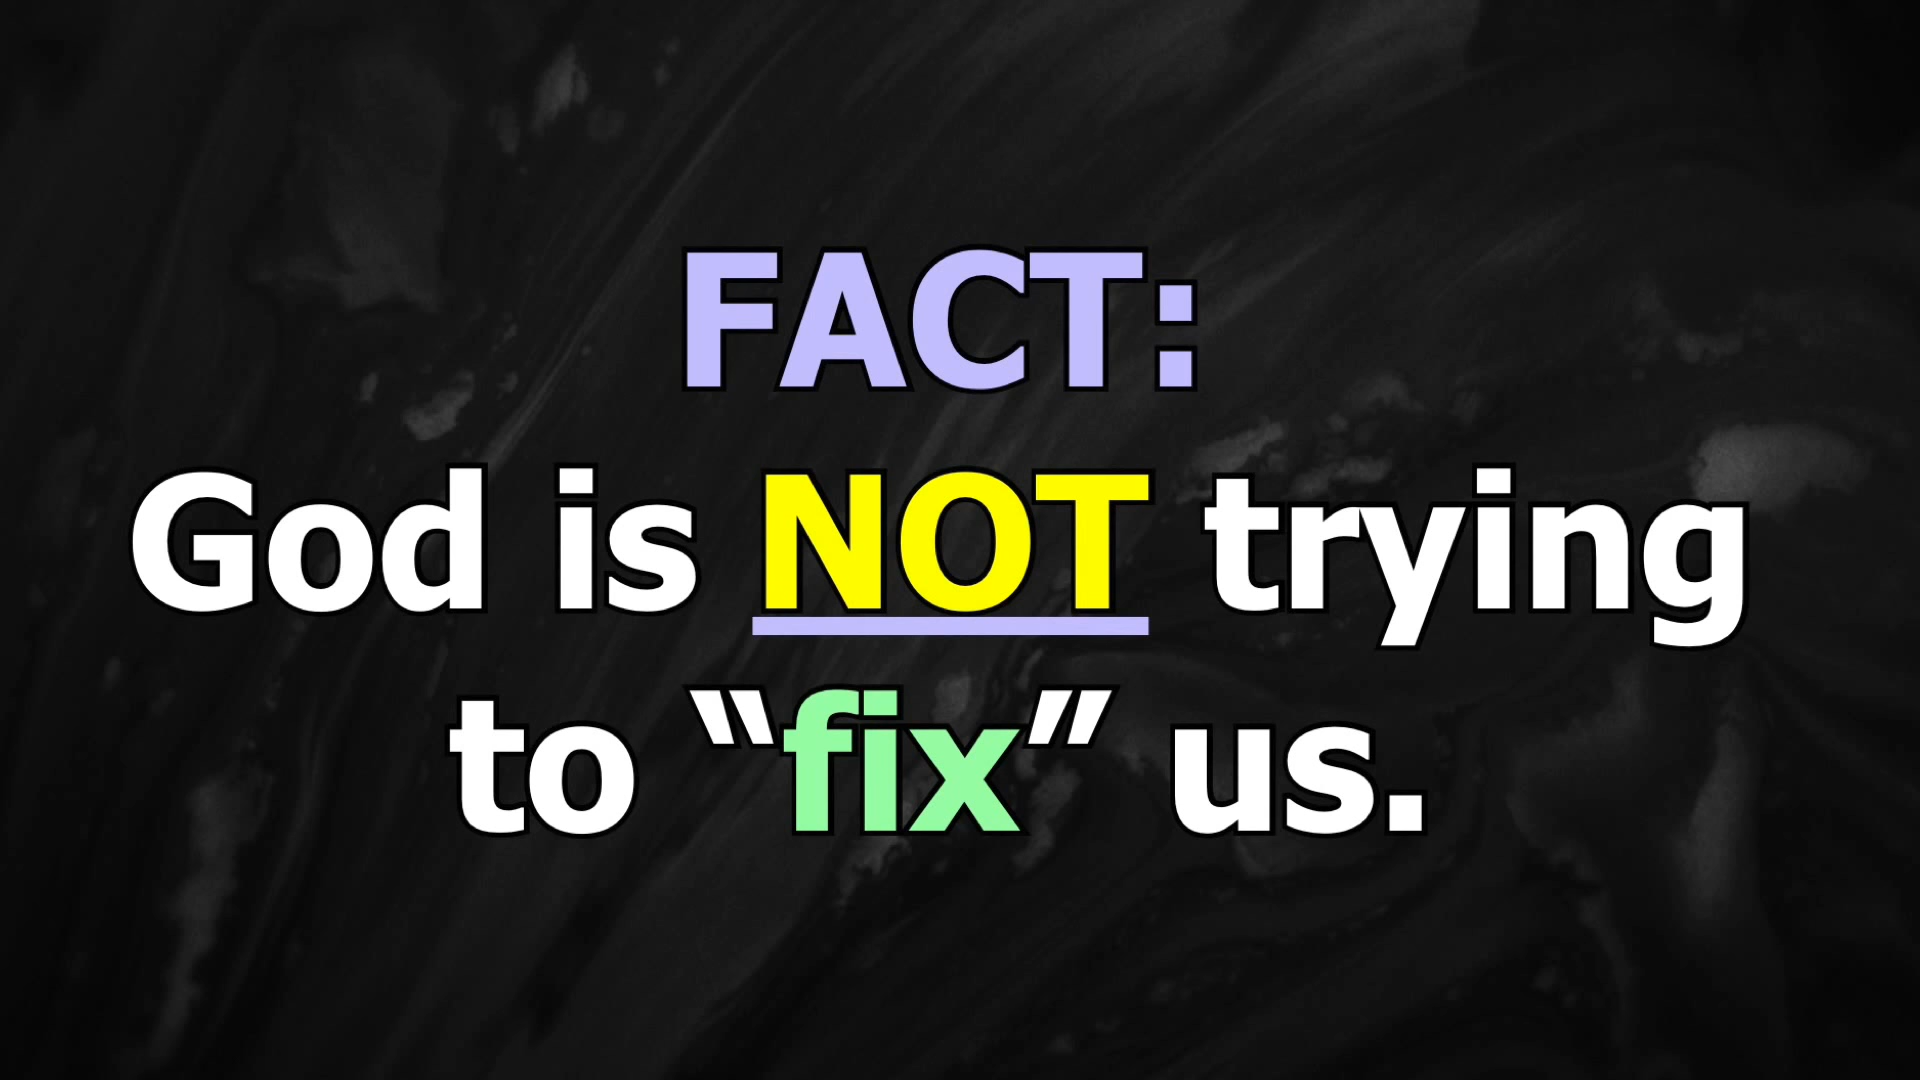 FACT:
God is NOT trying
to “fix” us.